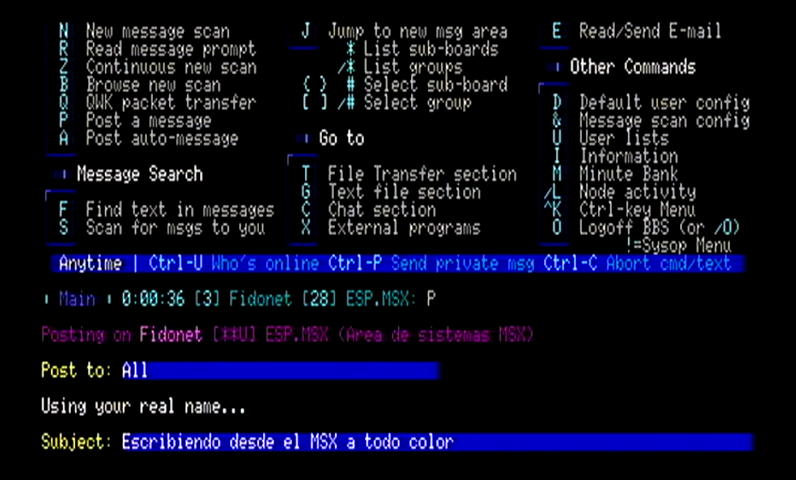 N New message scan
R Read message prompt
Z Continuous new scan
B Browse new scan
Q QWK packet transfer
P Post a message
A Post auto-message
Message Search
F Find text in messages
S Scan for msgs to you
J Jump to new msg area
* List sub-boards
/* List groups
{ } # Select sub-board
[ ] /# Select group
Go to
T File Transfer section
G Text file section
C Chat section
X External programs
E Read/Send E-mail
Other Commands
D Default user config
& Message scan config
U User lists
I Information
M Minute Bank
/L Node activity
^K Ctrl-key Menu
O Logoff BBS (or /O)
!=Sysop Menu
Anytime | Ctrl-U Who's online Ctrl-P Send private msg Ctrl-C Abort cmd/text
Main 0:00:36 [3] Fidonet [28] ESP.MSX: P
Posting on Fidonet [**U] ESP.MSX (Area de sistemas MSX)
Post to: All
Using your real name...
Subject: Escribiendo desde el MSX a todo color